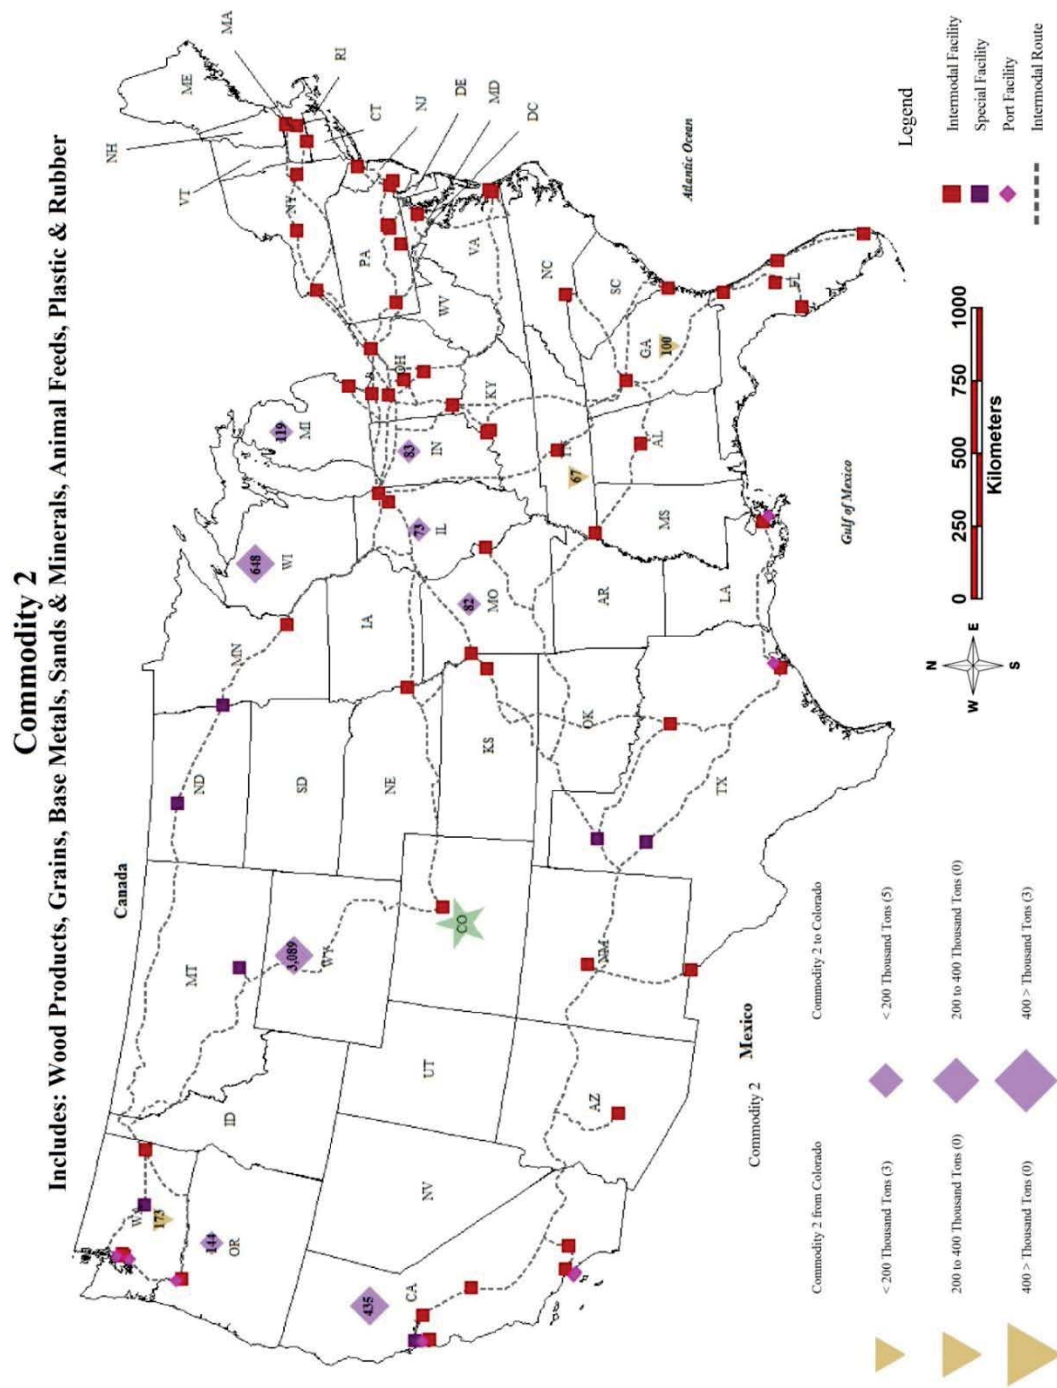 Commodity 2
Includes: Wood Products, Grains, Base Metals, Sands & Minerals, Animal Feeds, Plastic & Rubber
Canada
WA
173
OR
144
ID
MT
ND
MN
SD
WI
648
MI
119
NH
VT
ME
MA
RI
CT
NJ
DE
MD
DC
NY
PA
CA
435
NV
UT
WY
3,089
CO
NE
IA
IL
73
IN
83
OH
WV
VA
KS
MO
82
KY
AZ
NM
OK
AR
TN
67
NC
SC
TX
LA
MS
AL
GA
100
FL
Mexico
Gulf of Mexico
Atlantic Ocean
Commodity 2
Commodity 2 from Colorado
< 200 Thousand Tons (3)
200 to 400 Thousand Tons (0)
400 > Thousand Tons (0)
Commodity 2 to Colorado
< 200 Thousand Tons (5)
200 to 400 Thousand Tons (0)
400 > Thousand Tons (3)
N
W E
S
0 250 500 750 1000
Kilometers
Legend
Intermodal Facility
Special Facility
Port Facility
Intermodal Route